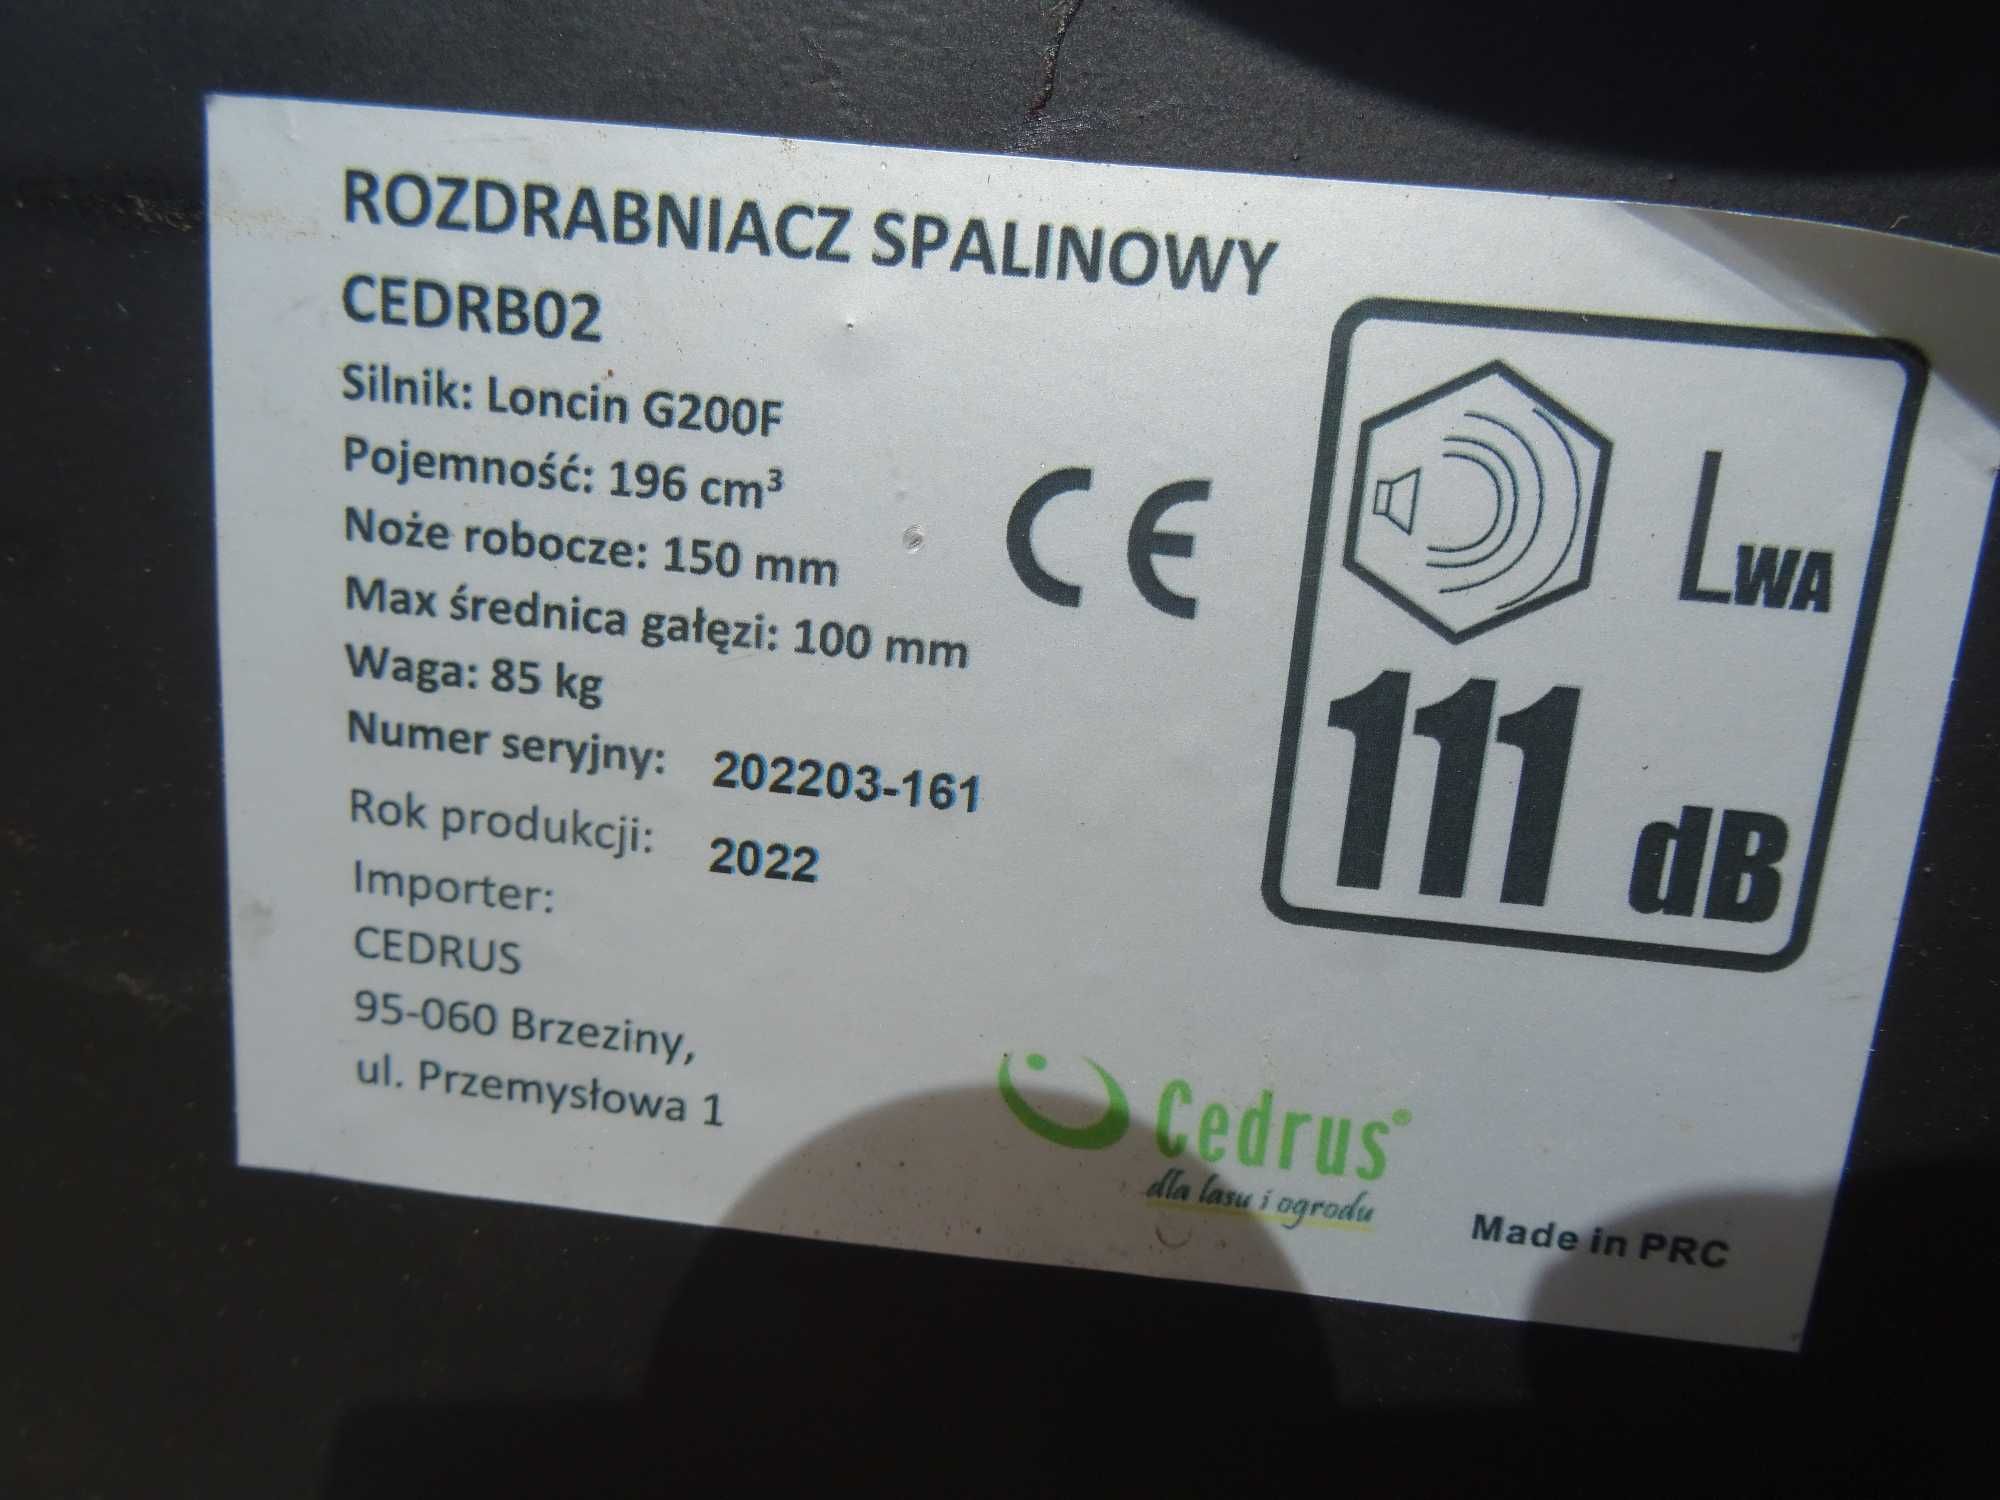 ROZDRABNIACZ SPALINOWY
CEDRB02
Silnik: Loncin G200F
Pojemność: 196 cm³
Noże robocze: 150 mm
Max średnica gałęzi: 100 mm
Waga: 85 kg
Numer seryjny: 202203-161
Rok produkcji: 2022
Importer:
CEDRUS
95-060 Brzeziny,
ul. Przemysłowa 1
CE
LWA
111 dB
Cedrus®
dla lasu i ogrodu
Made in PRC